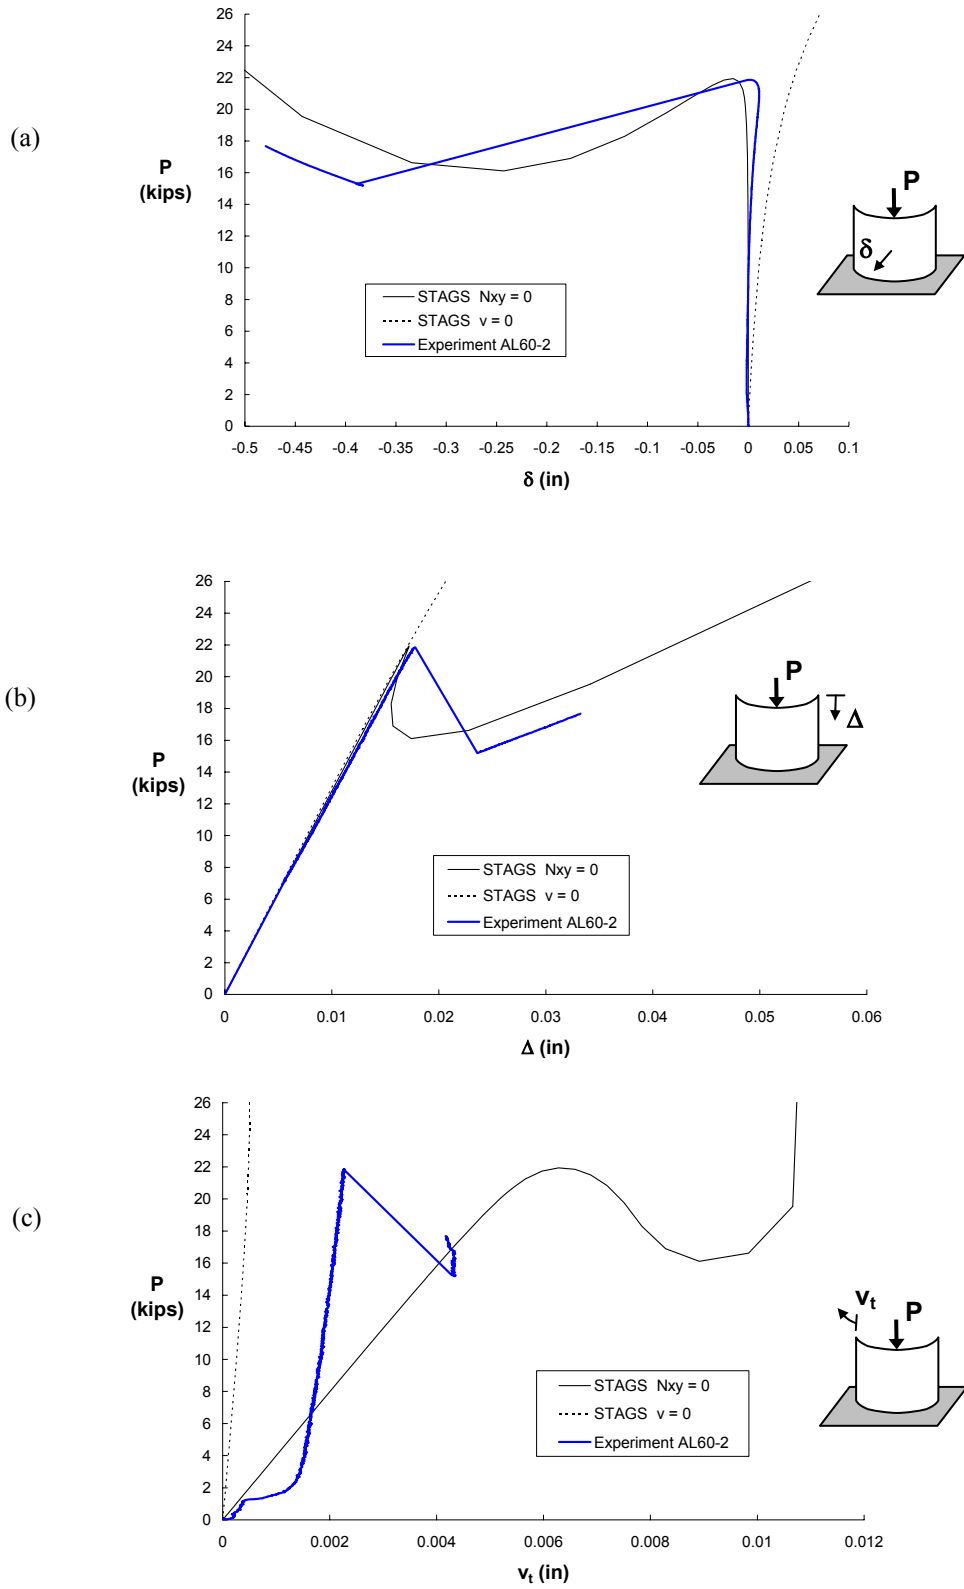 (a)
P
(kips)
26
24
22
20
18
16
14
12
10
8
6
4
2
0
-0.5 -0.45 -0.4 -0.35 -0.3 -0.25 -0.2 -0.15 -0.1 -0.05 0 0.05 0.1
δ (in)
STAGS Nxy = 0
STAGS v = 0
Experiment AL60-2
P
δ
(b)
P
(kips)
26
24
22
20
18
16
14
12
10
8
6
4
2
0
0 0.01 0.02 0.03 0.04 0.05 0.06
Δ (in)
STAGS Nxy = 0
STAGS v = 0
Experiment AL60-2
P
Δ
(c)
P
(kips)
26
24
22
20
18
16
14
12
10
8
6
4
2
0
0 0.002 0.004 0.006 0.008 0.01 0.012
vt (in)
STAGS Nxy = 0
STAGS v = 0
Experiment AL60-2
vt
P